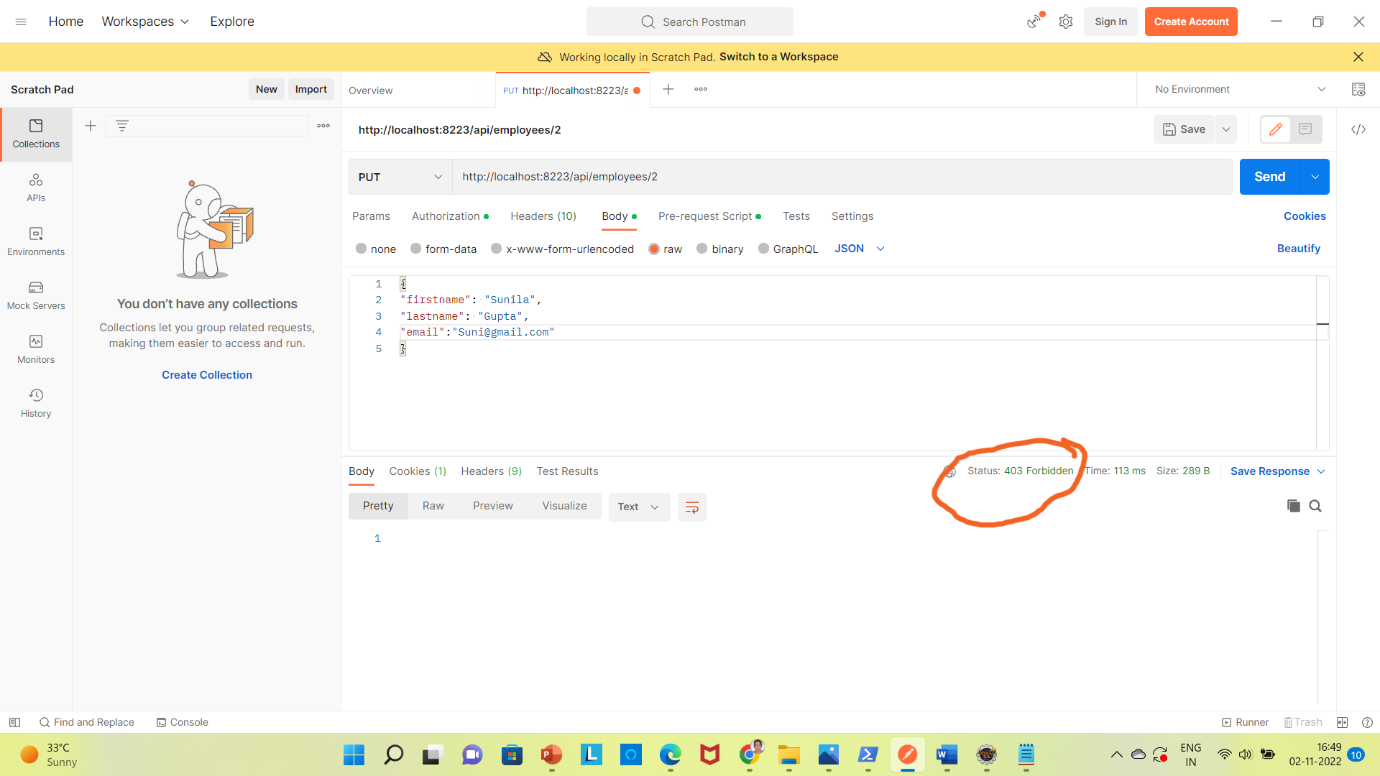 Home Workspaces Explore Search Postman Sign In Create Account
Working locally in Scratch Pad. Switch to a Workspace
Scratch Pad New Import Overview PUT http://localhost:8223/a No Environment
http://localhost:8223/api/employees/2 Save
Collections
PUT http://localhost:8223/api/employees/2 Send
APIs
Params Authorization Headers (10) Body Pre-request Script Tests Settings Cookies
Environments none form-data x-www-form-urlencoded raw binary GraphQL JSON Beautify
1 {
2 "firstname": "Sunila",
3 "lastname": "Gupta",
4 "email":"Suni@gmail.com"
5 }
Mock Servers
You don't have any collections
Collections let you group related requests,
making them easier to access and run.
Monitors
Create Collection
History
Body Cookies (1) Headers (9) Test Results Status: 403 Forbidden Time: 113 ms Size: 289 B Save Response
Pretty Raw Preview Visualize Text
1
Find and Replace Console Runner Trash
33°C
Sunny
ENG
IN
16:49
02-11-2022
10